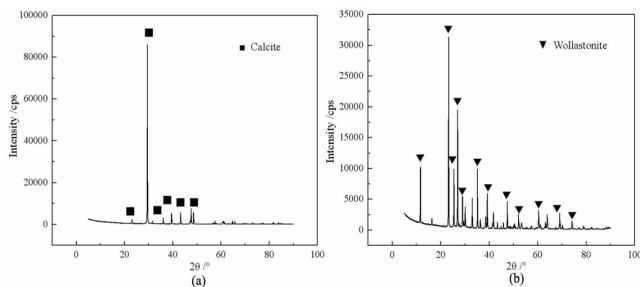 100000
80000
60000
40000
20000
0
Intensity /cps
Calcite
0 20 40 60 80 100
2θ /°
(a)
35000
30000
25000
20000
15000
10000
5000
0
Intensity /cps
Wollastonite
0 20 40 60 80 100
2θ /°
(b)